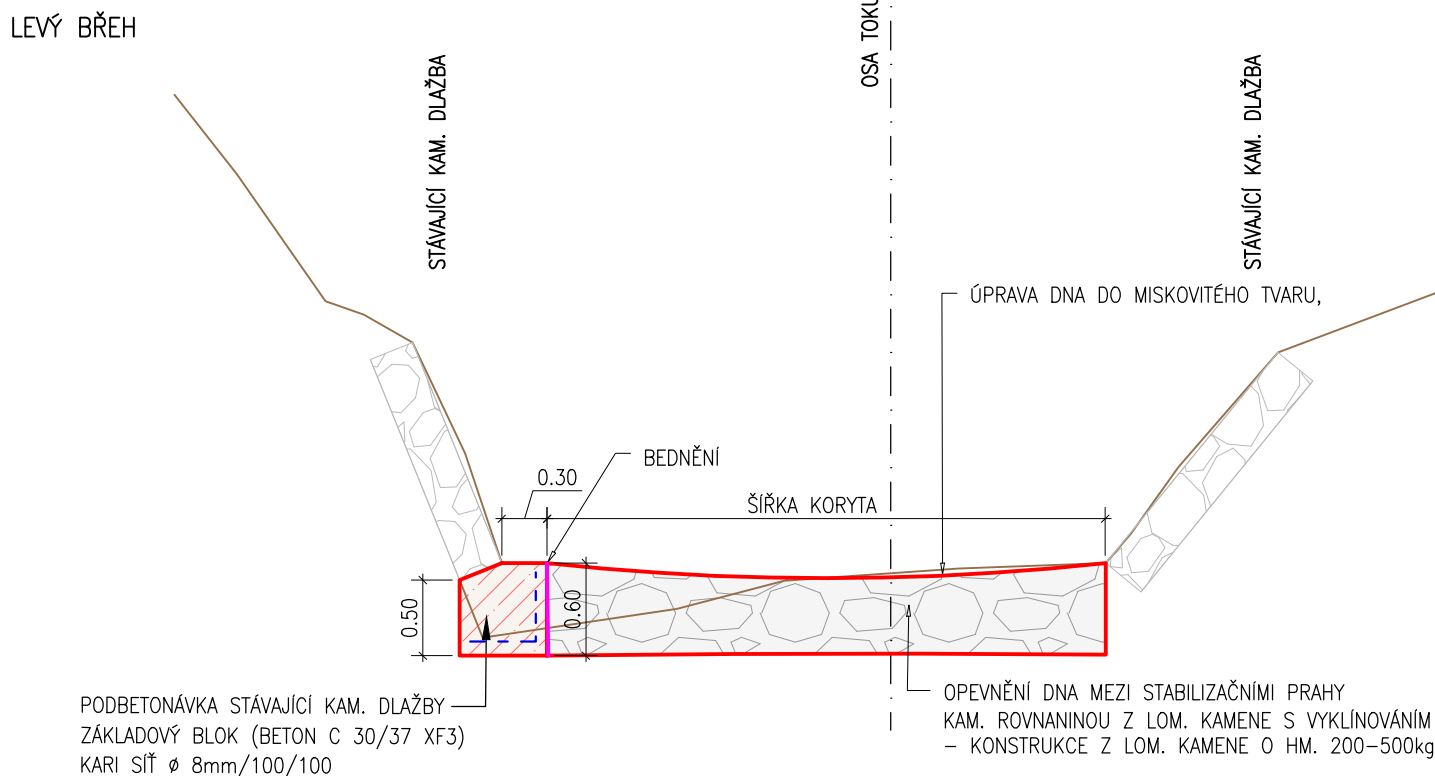 LEVÝ BŘEH
STÁVAJÍCÍ KAM. DLAŽBA
OSA TOKU
STÁVAJÍCÍ KAM. DLAŽBA
ÚPRAVA DNA DO MISKOVITÉHO TVARU,
BEDNĚNÍ
0.30
ŠÍŘKA KORYTA
0.50
0.60
PODBETONÁVKA STÁVAJÍCÍ KAM. DLAŽBY
ZÁKLADOVÝ BLOK (BETON C 30/37 XF3)
KARI SÍŤ ø 8mm/100/100
OPEVNĚNÍ DNA MEZI STABILIZAČNÍMI PRAHY
KAM. ROVNANINOU Z LOM. KAMENE S VYKLÍNOVÁNÍM
– KONSTRUKCE Z LOM. KAMENE O HM. 200–500kg